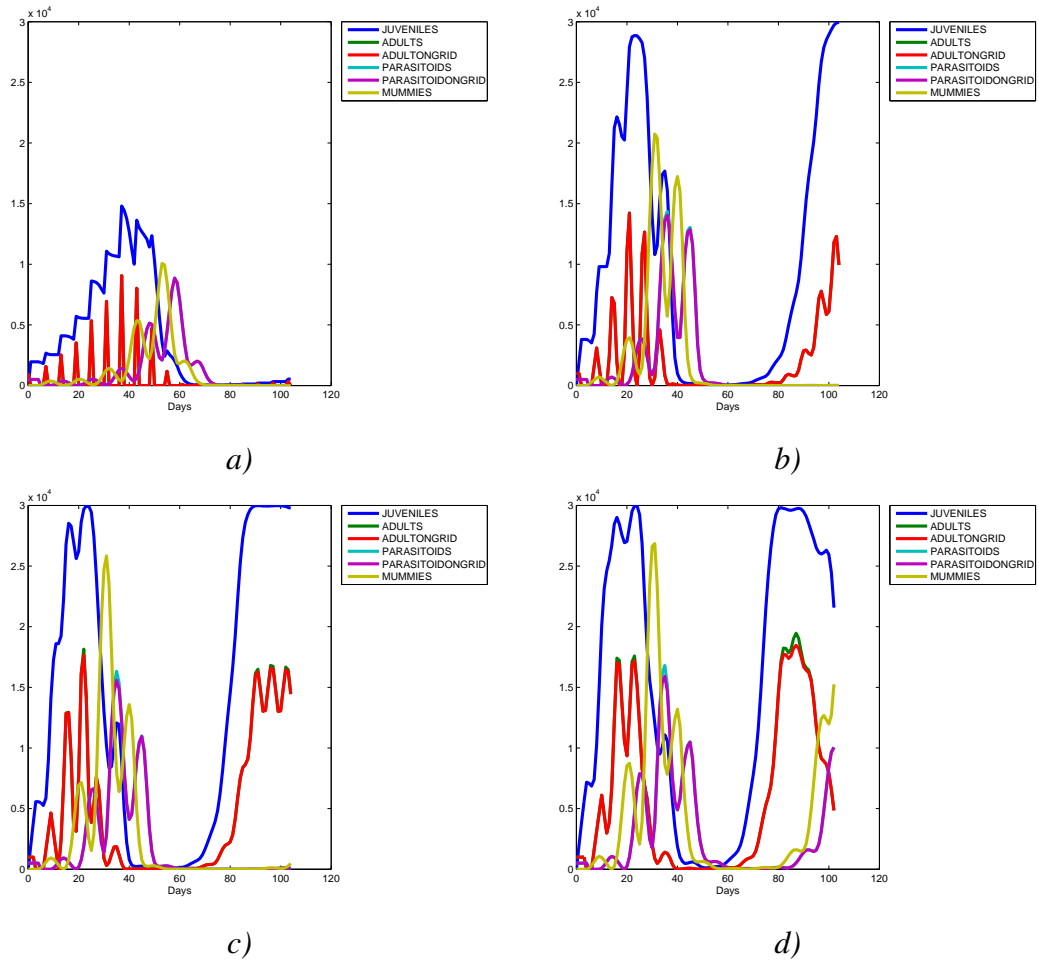 x 10^4
3
2.5
2
1.5
1
0.5
0
0 20 40 60 80 100 120
Days
JUVENILES
ADULTS
ADULTONGRID
PARASITOIDS
PARASITOIDONGRID
MUMMIES
a)
x 10^4
3
2.5
2
1.5
1
0.5
0
0 20 40 60 80 100 120
Days
JUVENILES
ADULTS
ADULTONGRID
PARASITOIDS
PARASITOIDONGRID
MUMMIES
b)
x 10^4
3
2.5
2
1.5
1
0.5
0
0 20 40 60 80 100 120
Days
JUVENILES
ADULTS
ADULTONGRID
PARASITOIDS
PARASITOIDONGRID
MUMMIES
c)
x 10^4
3
2.5
2
1.5
1
0.5
0
0 20 40 60 80 100 120
Days
JUVENILES
ADULTS
ADULTONGRID
PARASITOIDS
PARASITOIDONGRID
MUMMIES
d)